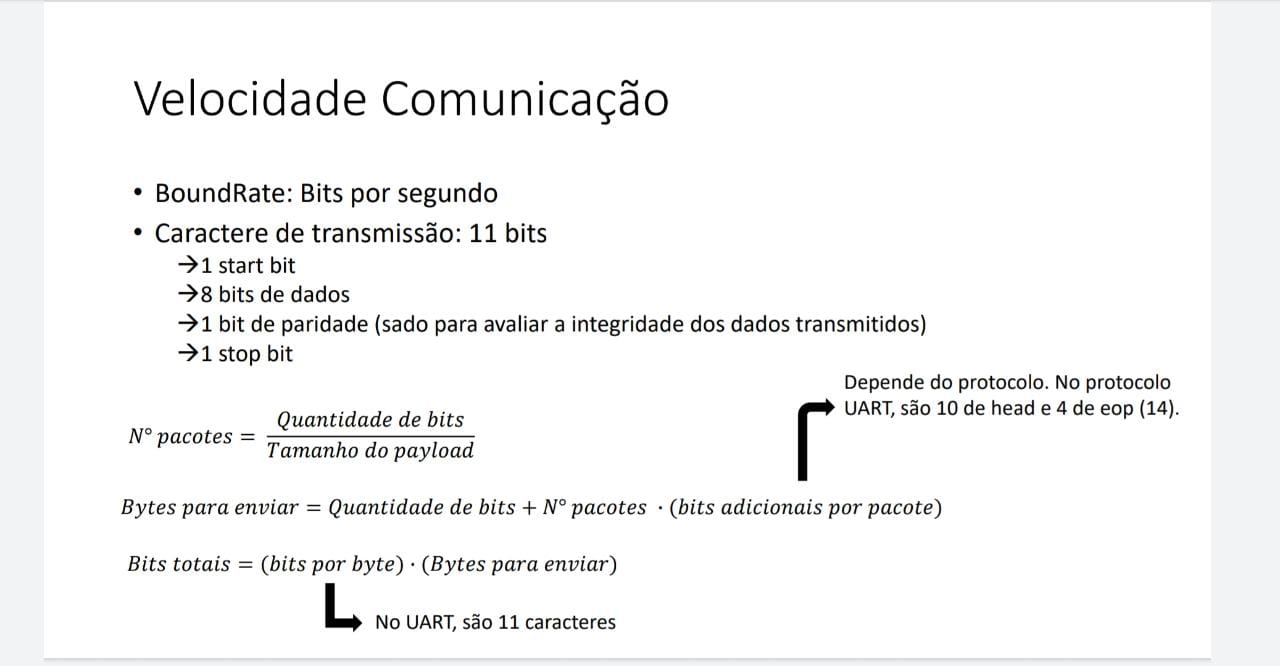 Velocidade Comunicação
• BoundRate: Bits por segundo
• Caractere de transmissão: 11 bits
→1 start bit
→8 bits de dados
→1 bit de paridade (sado para avaliar a integridade dos dados transmitidos)
→1 stop bit
Depende do protocolo. No protocolo
UART, são 10 de head e 4 de eop (14).
N° pacotes = Quantidade de bits / Tamanho do payload
Bytes para enviar = Quantidade de bits + N° pacotes · (bits adicionais por pacote)
Bits totais = (bits por byte) · (Bytes para enviar)
No UART, são 11 caracteres